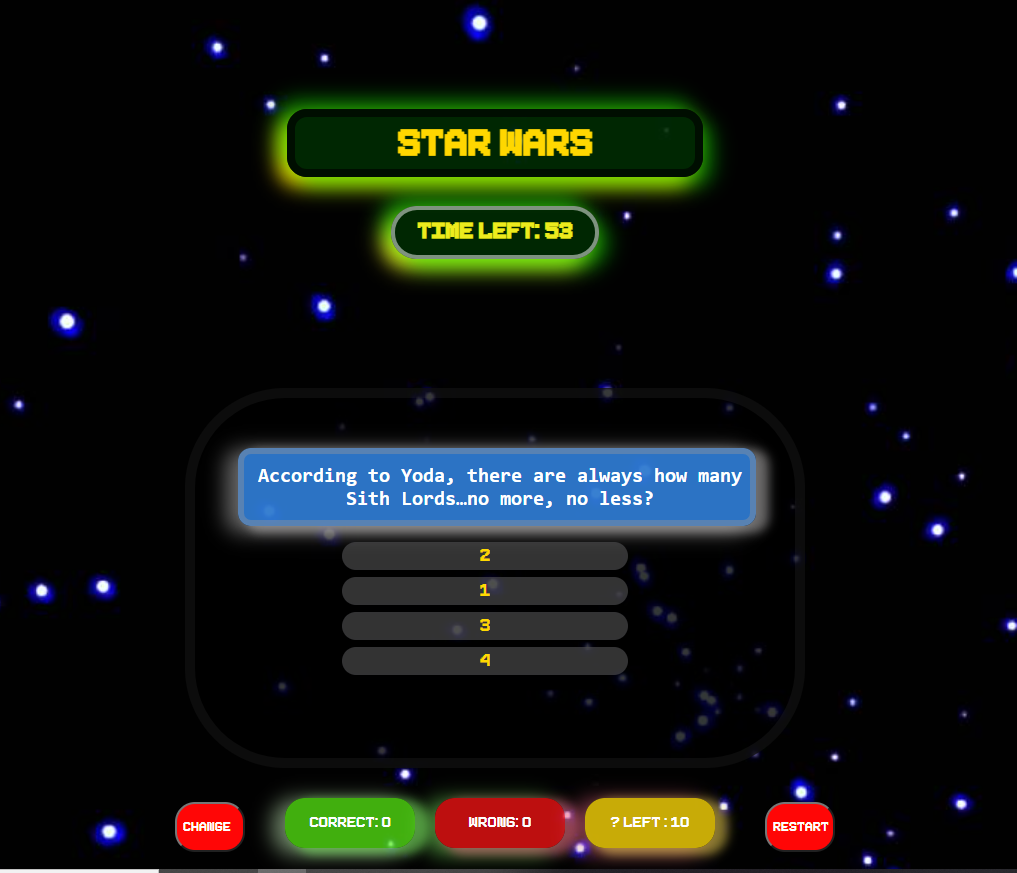 STAR WARS
TIME LEFT: 53
According to Yoda, there are always how many
Sith Lords…no more, no less?
2
1
3
4
CHANGE
CORRECT: 0
WRONG: 0
? LEFT : 10
RESTART